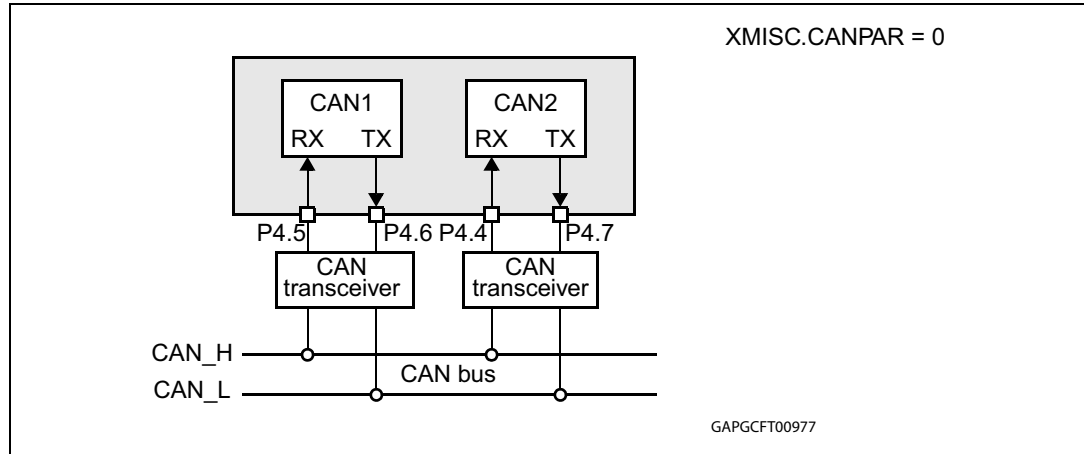 XMISC.CANPAR = 0
CAN1
CAN2
RX TX
RX TX
P4.5
P4.6
P4.4
P4.7
CAN
transceiver
CAN
transceiver
CAN_H
CAN bus
CAN_L
GAPGCFT00977